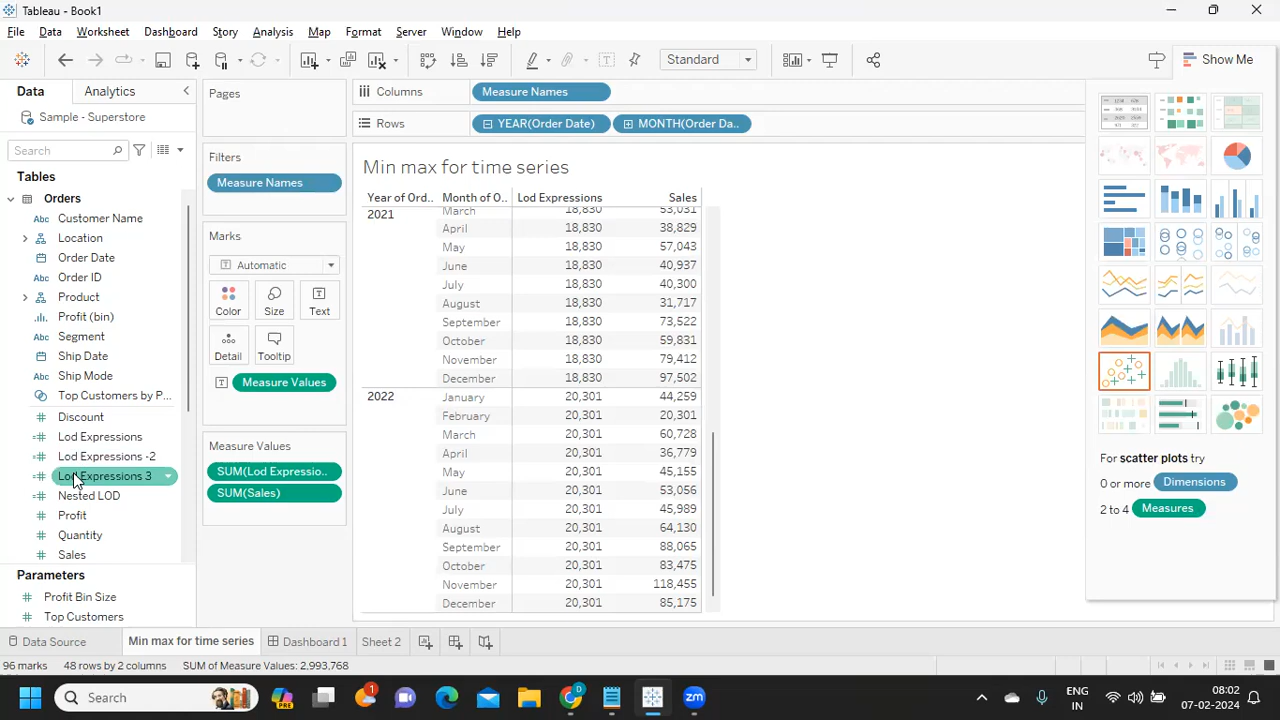 Tableau - Book1
File Data Worksheet Dashboard Story Analysis Map Format Server Window Help
Standard
Show Me
Data Analytics
Sample - Superstore
Search
Tables
Orders
Abc Customer Name
Location
Order Date
Abc Order ID
Product
Profit (bin)
Abc Segment
Ship Date
Abc Ship Mode
Top Customers by P...
Discount
Lod Expressions
Lod Expressions -2
Lod Expressions 3
Nested LOD
Profit
Quantity
Sales
Parameters
Profit Bin Size
Top Customers
Pages
Filters
Measure Names
Marks
Automatic
Color Size Text
Detail Tooltip
Measure Values
Measure Values
SUM(Lod Expressio..
SUM(Sales)
Columns Measure Names
Rows YEAR(Order Date) MONTH(Order Da..
Min max for time series
Year of Ord.. Month of O.. Lod Expressions Sales
2021 March 18,830 53,031
April 18,830 38,829
May 18,830 57,043
June 18,830 40,937
July 18,830 40,300
August 18,830 31,717
September 18,830 73,522
October 18,830 59,831
November 18,830 79,412
December 18,830 97,502
2022 January 20,301 44,259
February 20,301 20,301
March 20,301 60,728
April 20,301 36,779
May 20,301 45,155
June 20,301 53,056
July 20,301 45,989
August 20,301 64,130
September 20,301 88,065
October 20,301 83,475
November 20,301 118,455
December 20,301 85,175
For scatter plots try
0 or more Dimensions
2 to 4 Measures
Data Source Min max for time series Dashboard 1 Sheet 2
96 marks 48 rows by 2 columns SUM of Measure Values: 2,993,768
Search
PRE
1
D
zm
ENG
IN
08:02
07-02-2024